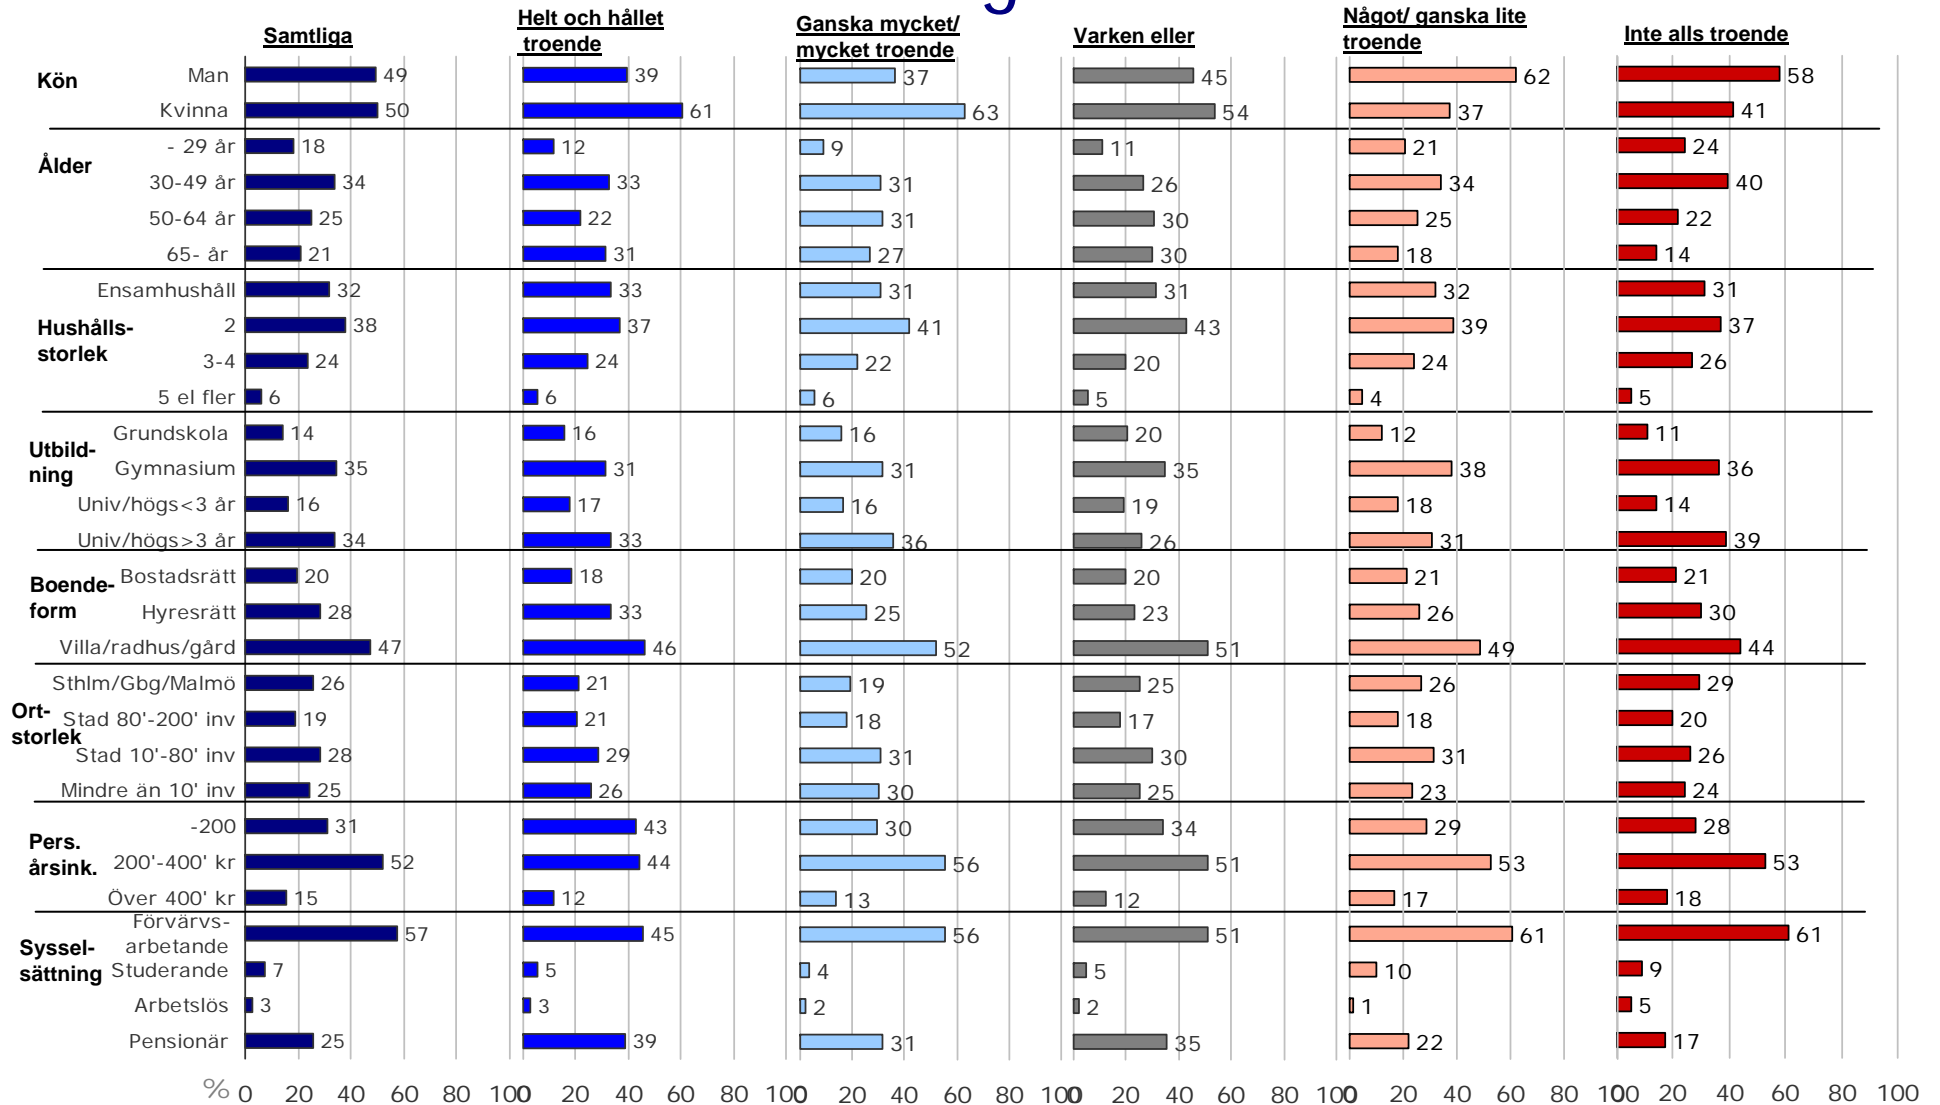 g
Samtliga Helt och hållet troende Ganska mycket/ mycket troende Varken eller Något/ ganska lite troende Inte alls troende
Kön
Man 49 39 37 45 62 58
Kvinna 50 61 63 54 37 41
Ålder
- 29 år 18 12 9 11 21 24
30-49 år 34 33 31 26 34 40
50-64 år 25 22 31 30 25 22
65- år 21 31 27 30 18 14
Hushålls-
storlek
Ensamhushåll 32 33 31 31 32 31
2 38 37 41 43 39 37
3-4 24 24 22 20 24 26
5 el fler 6 6 6 5 4 5
Utbild-
ning
Grundskola 14 16 16 20 12 11
Gymnasium 35 31 31 35 38 36
Univ/högs<3 år 16 17 16 19 18 14
Univ/högs>3 år 34 33 36 26 31 39
Boende-
form
Bostadsrätt 20 18 20 20 21 21
Hyresrätt 28 33 25 23 26 30
Villa/radhus/gård 47 46 52 51 49 44
Ort-
storlek
Sthlm/Gbg/Malmö 26 21 19 25 26 29
Stad 80'-200' inv 19 21 18 17 18 20
Stad 10'-80' inv 28 29 31 30 31 26
Mindre än 10' inv 25 26 30 25 23 24
Pers.
årsink.
-200 31 43 30 34 29 28
200'-400' kr 52 44 56 51 53 53
Över 400' kr 15 12 13 12 17 18
Syssel-
sättning
Förvärvs-
arbetande 57 45 56 51 61 61
Studerande 7 5 4 5 10 9
Arbetslös 3 3 2 2 1 5
Pensionär 25 39 31 35 22 17
% 0 20 40 60 80 100 0 20 40 60 80 100 0 20 40 60 80 100 0 20 40 60 80 100 0 20 40 60 80 100 0 20 40 60 80 100